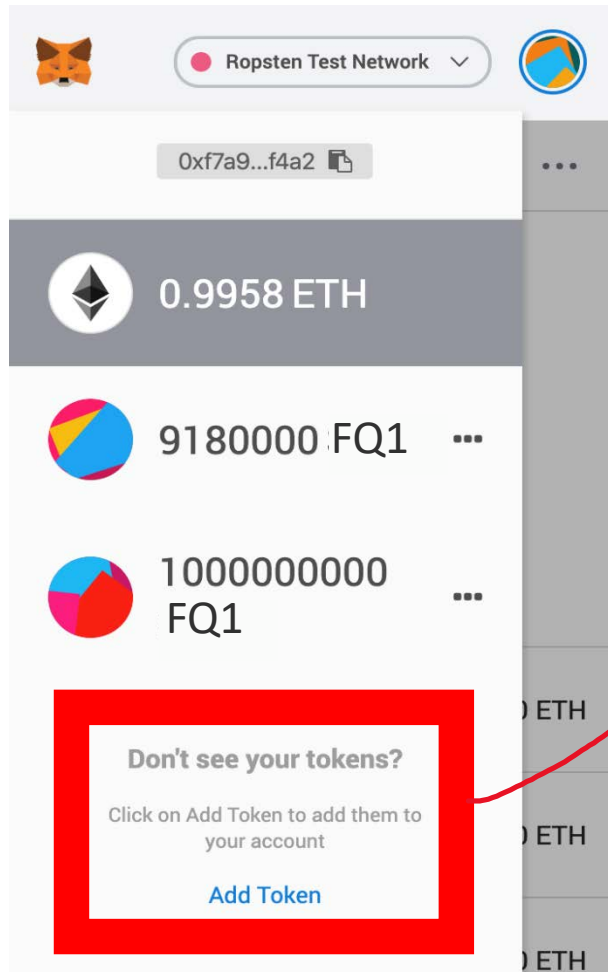 Ropsten Test Network
0xf7a9...f4a2
...
0.9958 ETH
9180000 FQ1
...
1000000000
FQ1
...
Don't see your tokens?
ETH
Click on Add Token to add them to
your account
ETH
Add Token
ETH